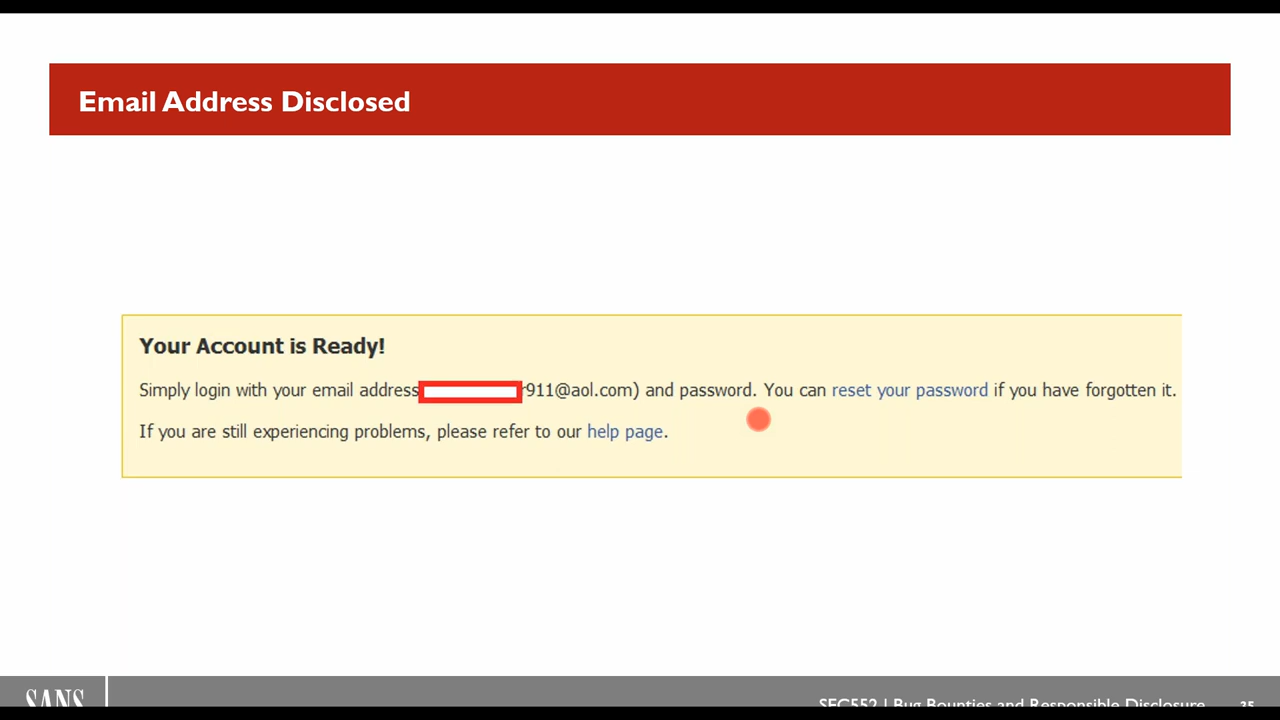 Email Address Disclosed
Your Account is Ready!
Simply login with your email address r911@aol.com) and password. You can reset your password if you have forgotten it.
If you are still experiencing problems, please refer to our help page.
SANS
SEC552 | Bug Bounties and Responsible Disclosure
35